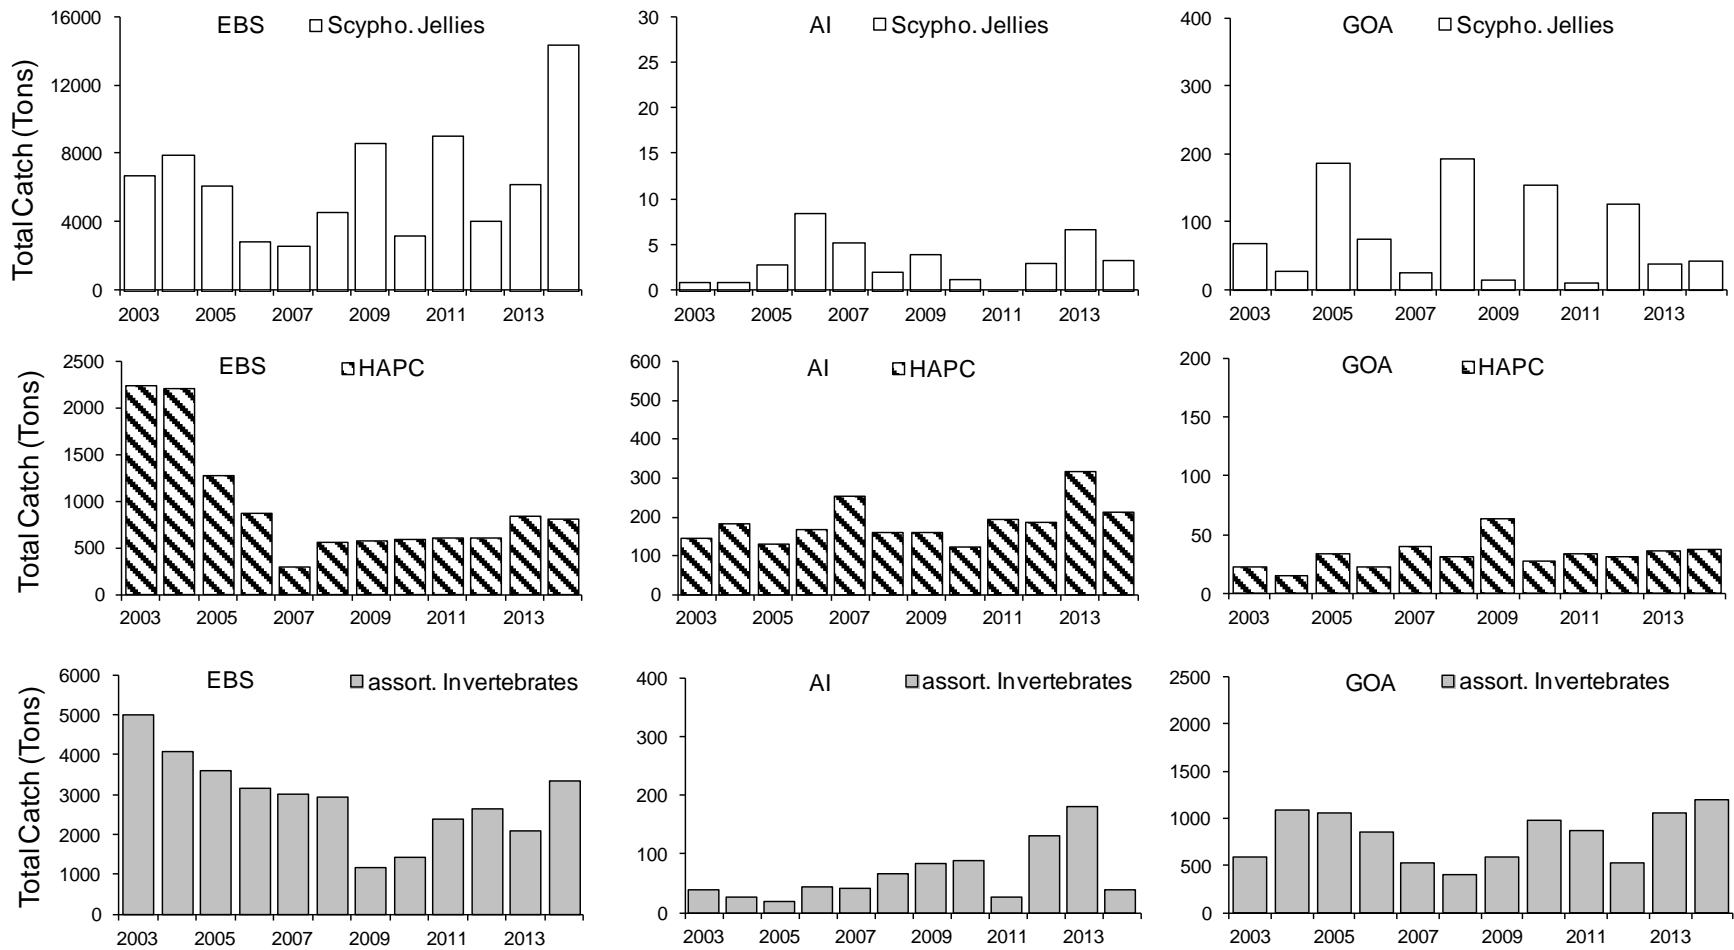 EBS Scypho. Jellies
Total Catch (Tons)
16000
12000
8000
4000
0
2003 2005 2007 2009 2011 2013
AI Scypho. Jellies
30
25
20
15
10
5
0
2003 2005 2007 2009 2011 2013
GOA Scypho. Jellies
400
300
200
100
0
2003 2005 2007 2009 2011 2013
EBS HAPC
Total Catch (Tons)
2500
2000
1500
1000
500
0
2003 2005 2007 2009 2011 2013
AI HAPC
600
500
400
300
200
100
0
2003 2005 2007 2009 2011 2013
GOA HAPC
200
150
100
50
0
2003 2005 2007 2009 2011 2013
EBS assort. Invertebrates
Total Catch (Tons)
6000
5000
4000
3000
2000
1000
0
2003 2005 2007 2009 2011 2013
AI assort. Invertebrates
400
300
200
100
0
2003 2005 2007 2009 2011 2013
GOA assort. Invertebrates
2500
2000
1500
1000
500
0
2003 2005 2007 2009 2011 2013